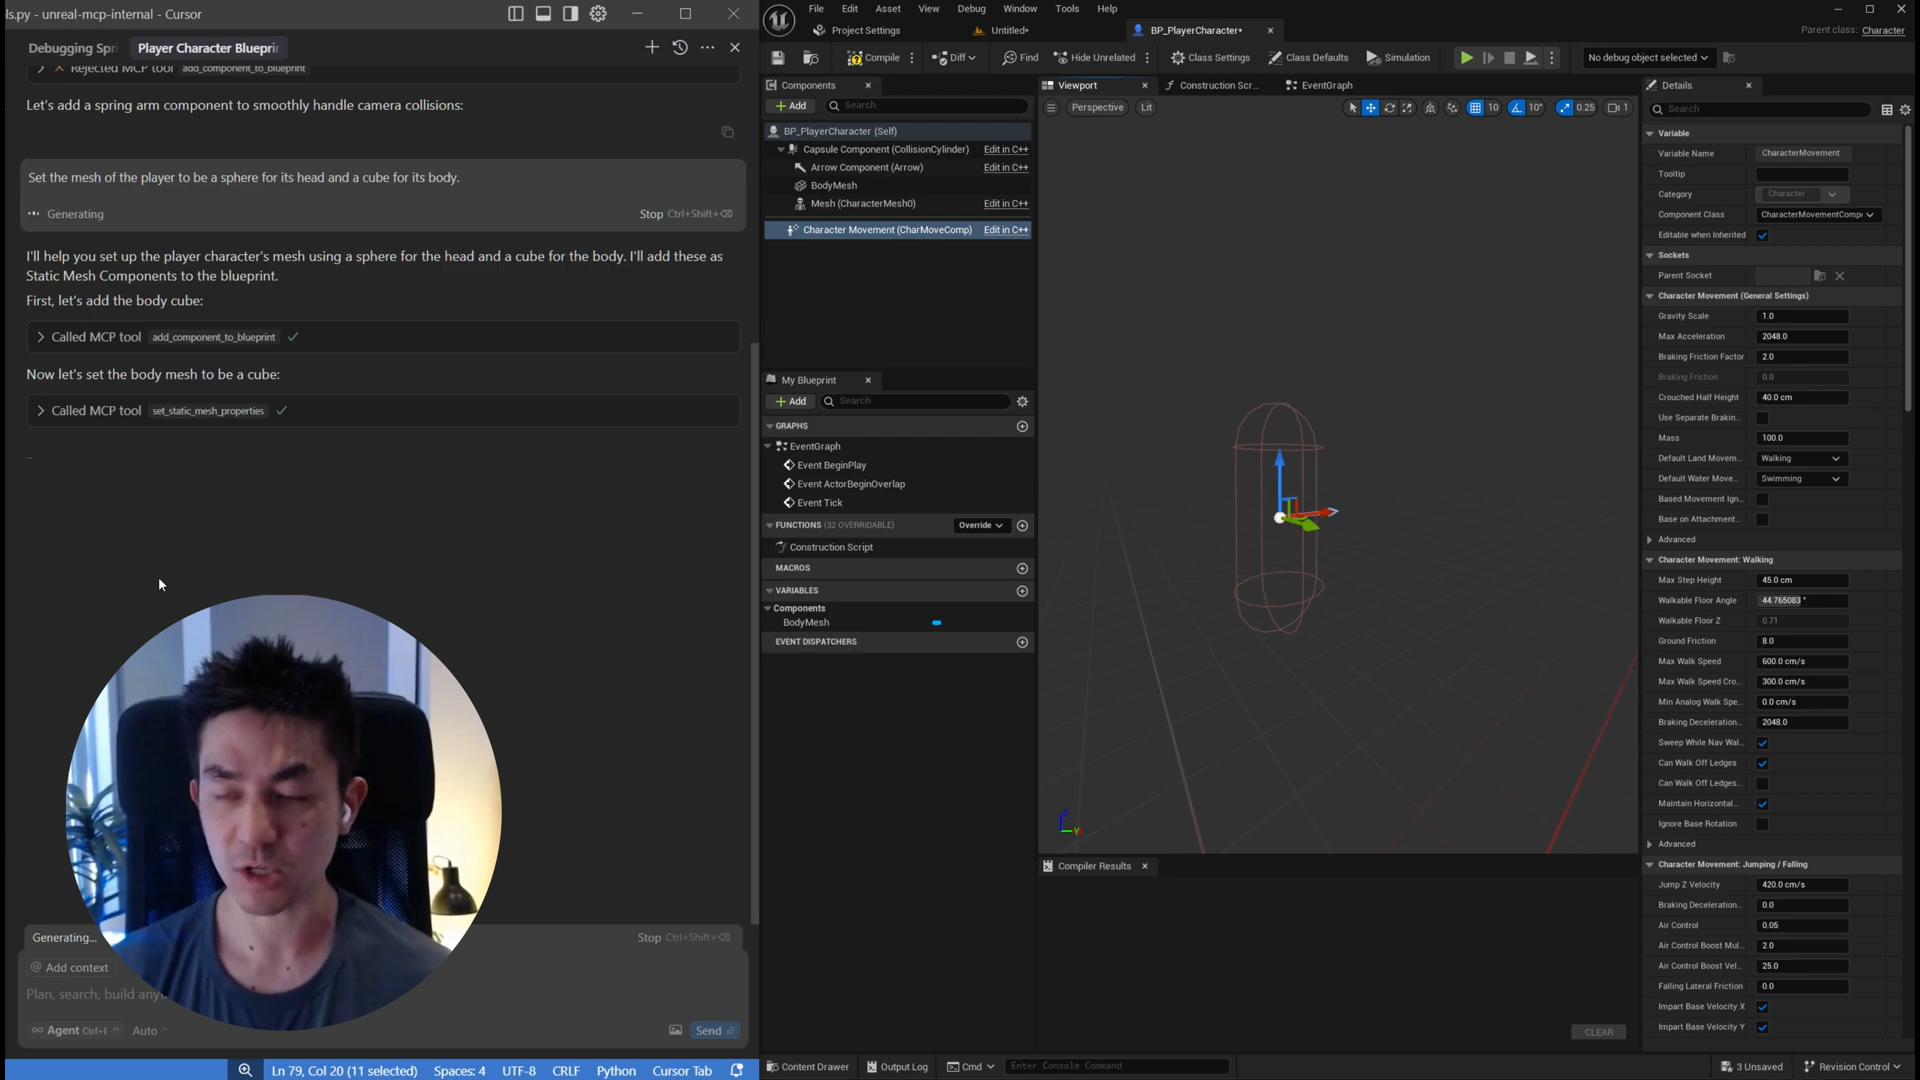 ls.py - unreal-mcp-internal - Cursor
Debugging Spri
Player Character Blueprin
Rejected MCP tool add_component_to_blueprint
Let's add a spring arm component to smoothly handle camera collisions:
Set the mesh of the player to be a sphere for its head and a cube for its body.
Generating
Stop Ctrl+Shift+⌫
I'll help you set up the player character's mesh using a sphere for the head and a cube for the body. I'll add these as
Static Mesh Components to the blueprint.
First, let's add the body cube:
Called MCP tool add_component_to_blueprint
Now let's set the body mesh to be a cube:
Called MCP tool set_static_mesh_properties
Generating...
Stop Ctrl+Shift+⌫
@ Add context
Plan, search, build anyt
∞ Agent Ctrl+I
Auto
Send
Ln 79, Col 20 (11 selected)
Spaces: 4
UTF-8
CRLF
Python
Cursor Tab
File Edit Asset View Debug Window Tools Help
Project Settings
Untitled*
BP_PlayerCharacter*
Parent class: Character
Compile
Diff
Find
Hide Unrelated
Class Settings
Class Defaults
Simulation
No debug object selected
Components
Add
Search
BP_PlayerCharacter (Self)
Capsule Component (CollisionCylinder) Edit in C++
Arrow Component (Arrow) Edit in C++
BodyMesh
Mesh (CharacterMesh0) Edit in C++
Character Movement (CharMoveComp) Edit in C++
My Blueprint
Add
Search
GRAPHS
EventGraph
Event BeginPlay
Event ActorBeginOverlap
Event Tick
FUNCTIONS (32 OVERRIDABLE)
Override
Construction Script
MACROS
VARIABLES
Components
BodyMesh
EVENT DISPATCHERS
Viewport
Construction Scr...
EventGraph
Perspective
Lit
10
10°
0.25
1
Z
Y
Compiler Results
CLEAR
Details
Search
Variable
Variable Name CharacterMovement
Tooltip
Category Character
Component Class CharacterMovementCompo
Editable when Inherited
Sockets
Parent Socket
Character Movement (General Settings)
Gravity Scale 1.0
Max Acceleration 2048.0
Braking Friction Factor 2.0
Braking Friction 0.0
Crouched Half Height 40.0 cm
Use Separate Brakin...
Mass 100.0
Default Land Movem... Walking
Default Water Move... Swimming
Based Movement Ign...
Base on Attachment...
Advanced
Character Movement: Walking
Max Step Height 45.0 cm
Walkable Floor Angle 44.765083 °
Walkable Floor Z 0.71
Ground Friction 8.0
Max Walk Speed 600.0 cm/s
Max Walk Speed Cro... 300.0 cm/s
Min Analog Walk Spe... 0.0 cm/s
Braking Deceleration... 2048.0
Sweep While Nav Wal...
Can Walk Off Ledges
Can Walk Off Ledges...
Maintain Horizontal...
Ignore Base Rotation
Advanced
Character Movement: Jumping / Falling
Jump Z Velocity 420.0 cm/s
Braking Deceleration... 0.0
Air Control 0.05
Air Control Boost Mul... 2.0
Air Control Boost Vel... 25.0
Falling Lateral Friction 0.0
Impart Base Velocity X
Impart Base Velocity Y
Content Drawer
Output Log
Cmd
Enter Console Command
3 Unsaved
Revision Control